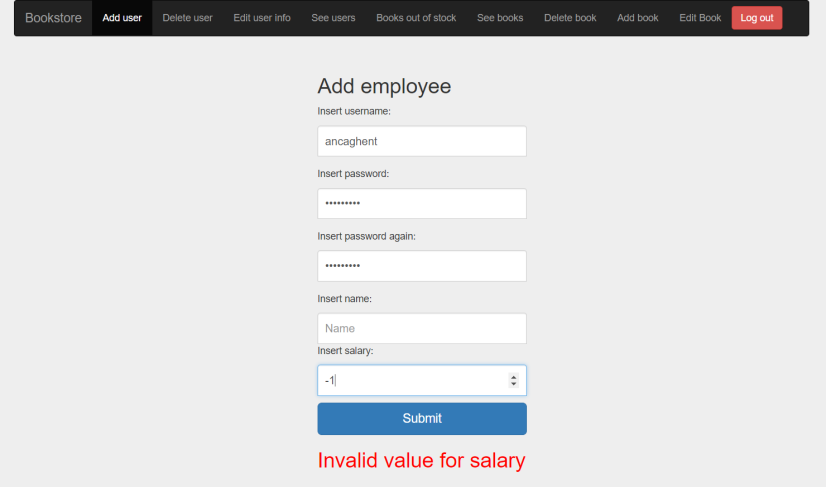 Bookstore Add user Delete user Edit user info See users Books out of stock See books Delete book Add book Edit Book Log out
Add employee
Insert username:
ancaghent
Insert password:
•••••••••
Insert password again:
•••••••••
Insert name:
Name
Insert salary:
-1
Submit
Invalid value for salary